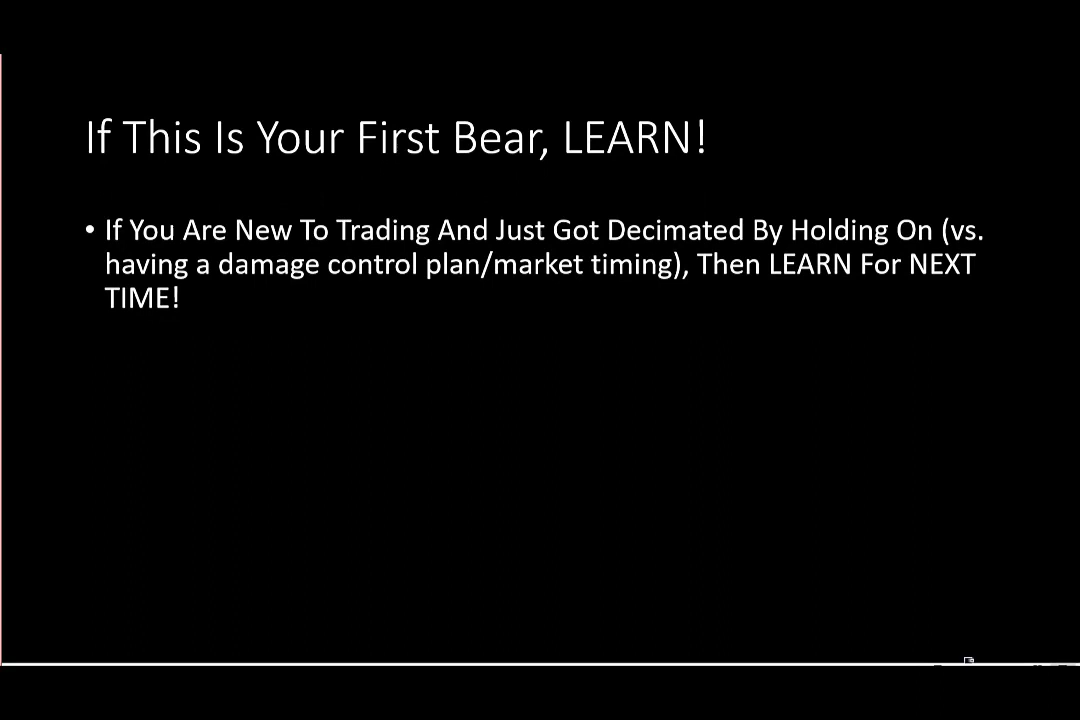 If This Is Your First Bear, LEARN!
• If You Are New To Trading And Just Got Decimated By Holding On (vs.
having a damage control plan/market timing), Then LEARN For NEXT
TIME!